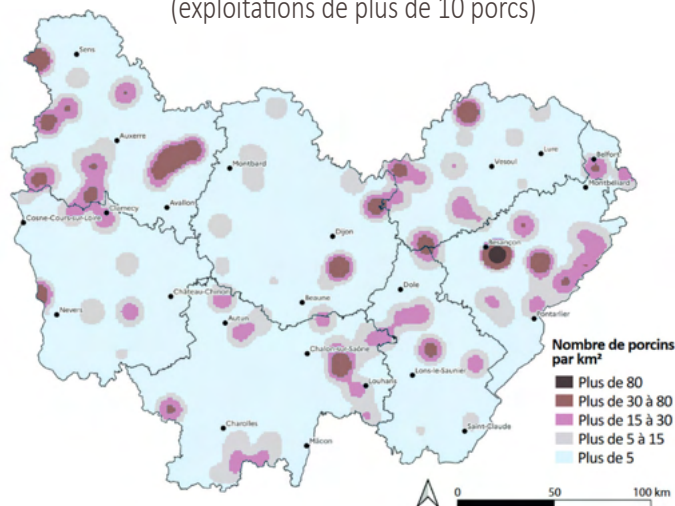 (exploitations de plus de 10 porcs)
Sens
Auxerre
Montbard
Avallon
Clamecy
Cosne-Cours-sur-Loire
Vesoul
Lure
Belfort
Montbéliard
Dijon
Besançon
Château-Chinon
Nevers
Beaune
Dole
Autun
Pontarlier
Chalon-sur-Saône
Louhans
Lons-le-Saunier
Charolles
Mâcon
Saint-Claude
Nombre de porcins
par km²
Plus de 80
Plus de 30 à 80
Plus de 15 à 30
Plus de 5 à 15
Plus de 5
0 50 100 km